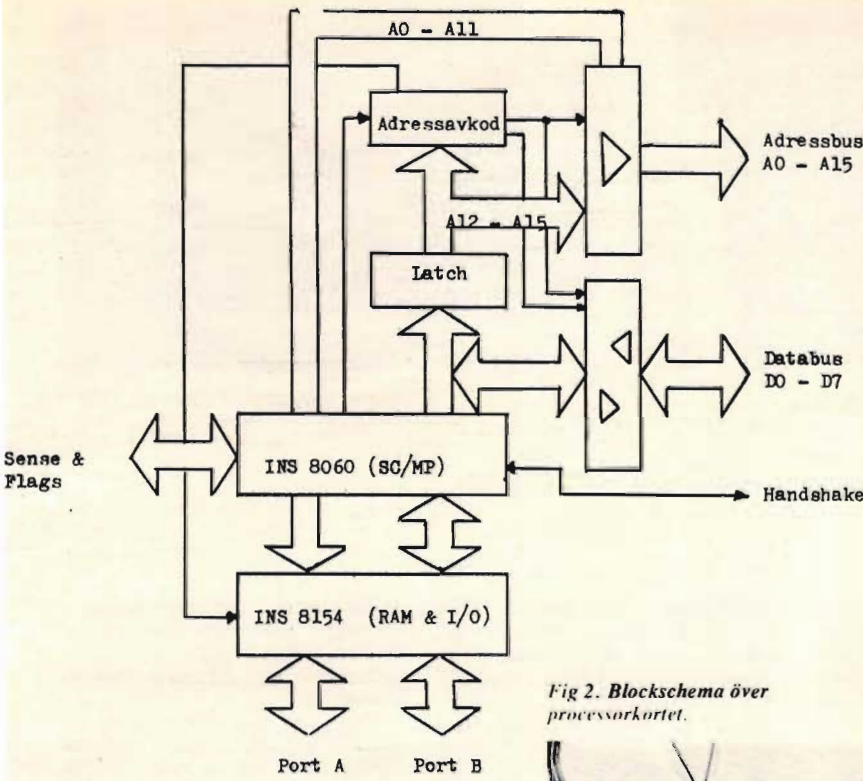 A0 - A11
Adressavkod
Adressbus
A0 - A15
A12 - A15
Latch
Databus
D0 - D7
Sense &
Flags
INS 8060 (SC/MP)
Handshake
INS 8154 (RAM & I/O)
Fig 2. Blockschema över
processorkortet.
Port A Port B